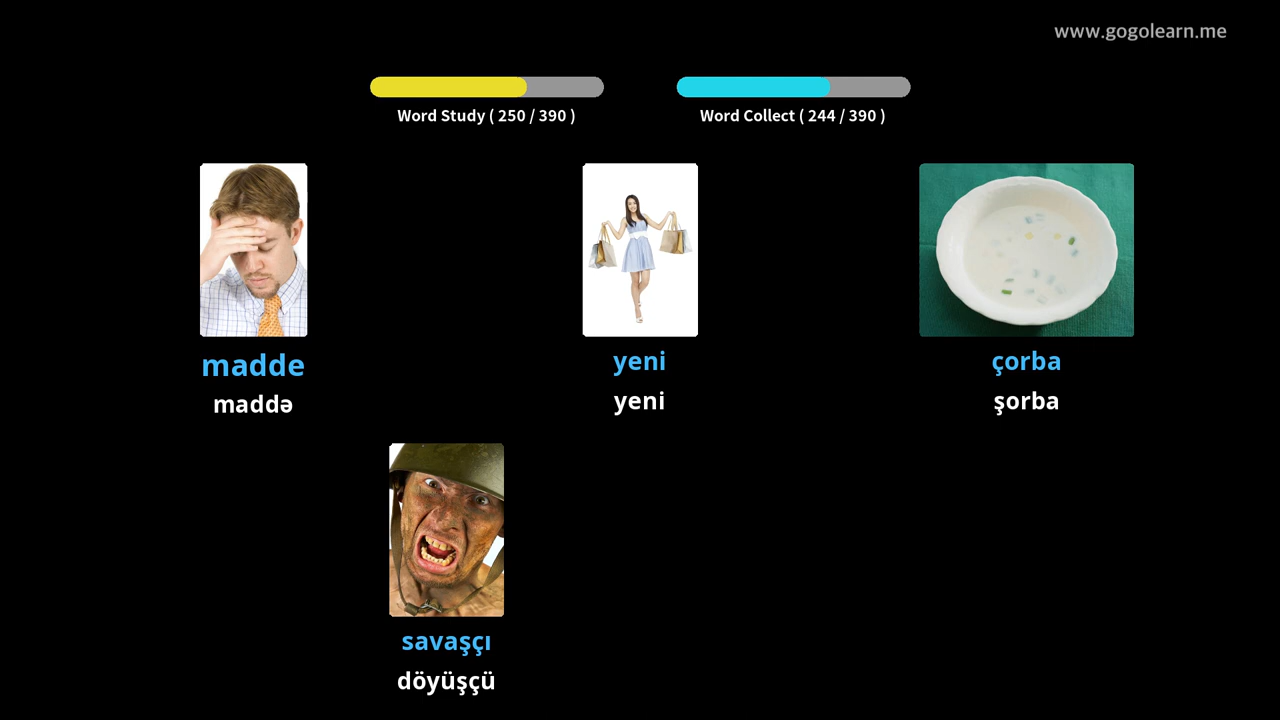 www.gogolearn.me
Word Study ( 250 / 390 )
Word Collect ( 244 / 390 )
madde
maddə
yeni
yeni
çorba
şorba
savaşçı
döyüşçü